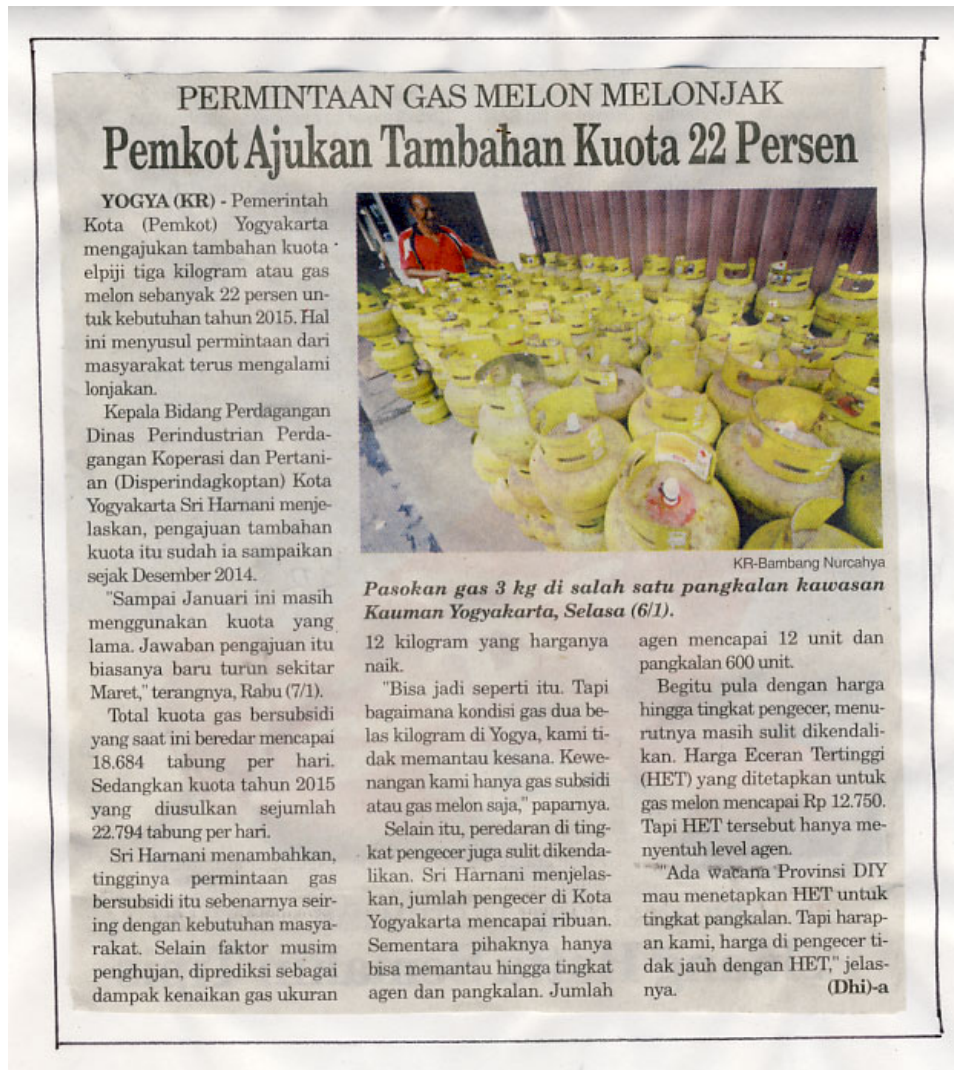 PERMINTAAN GAS MELON MELONJAK
Pemkot Ajukan Tambahan Kuota 22 Persen
YOGYA (KR) - Pemerintah
Kota (Pemkot) Yogyakarta
mengajukan tambahan kuota
elpiji tiga kilogram atau gas
melon sebanyak 22 persen un-
tuk kebutuhan tahun 2015. Hal
ini menyusul permintaan dari
masyarakat terus mengalami
lonjakan.
Kepala Bidang Perdagangan
Dinas Perindustrian Perda-
gangan Koperasi dan Pertani-
an (Disperindagkoptan) Kota
Yogyakarta Sri Harnani menje-
laskan, pengajuan tambahan
kuota itu sudah ia sampaikan
sejak Desember 2014.
"Sampai Januari ini masih
menggunakan kuota yang
lama. Jawaban pengajuan itu
biasanya baru turun sekitar
Maret," terangnya, Rabu (7/1).
Total kuota gas bersubsidi
yang saat ini beredar mencapai
18.684 tabung per hari.
Sedangkan kuota tahun 2015
yang diusulkan sejumlah
22.794 tabung per hari.
Sri Harnani menambahkan,
tingginya permintaan gas
bersubsidi itu sebenarnya seir-
ing dengan kebutuhan masya-
rakat. Selain faktor musim
penghujan, diprediksi sebagai
dampak kenaikan gas ukuran
KR-Bambang Nurcahya
Pasokan gas 3 kg di salah satu pangkalan kawasan
Kauman Yogyakarta, Selasa (6/1).
12 kilogram yang harganya
naik.
"Bisa jadi seperti itu. Tapi
bagaimana kondisi gas dua be-
las kilogram di Yogya, kami ti-
dak memantau kesana. Kewe-
nangan kami hanya gas subsidi
atau gas melon saja," paparnya.
Selain itu, peredaran di ting-
kat pengecer juga sulit dikenda-
likan. Sri Harnani menjelas-
kan, jumlah pengecer di Kota
Yogyakarta mencapai ribuan.
Sementara pihaknya hanya
bisa memantau hingga tingkat
agen dan pangkalan. Jumlah
agen mencapai 12 unit dan
pangkalan 600 unit.
Begitu pula dengan harga
hingga tingkat pengecer, menu-
rutnya masih sulit dikendali-
kan. Harga Eceran Tertinggi
(HET) yang ditetapkan untuk
gas melon mencapai Rp 12.750.
Tapi HET tersebut hanya me-
nyentuh level agen.
"Ada wacana Provinsi DIY
mau menetapkan HET untuk
tingkat pangkalan. Tapi harap-
an kami, harga di pengecer ti-
dak jauh dengan HET," jelas-
nya. (Dhi)-a